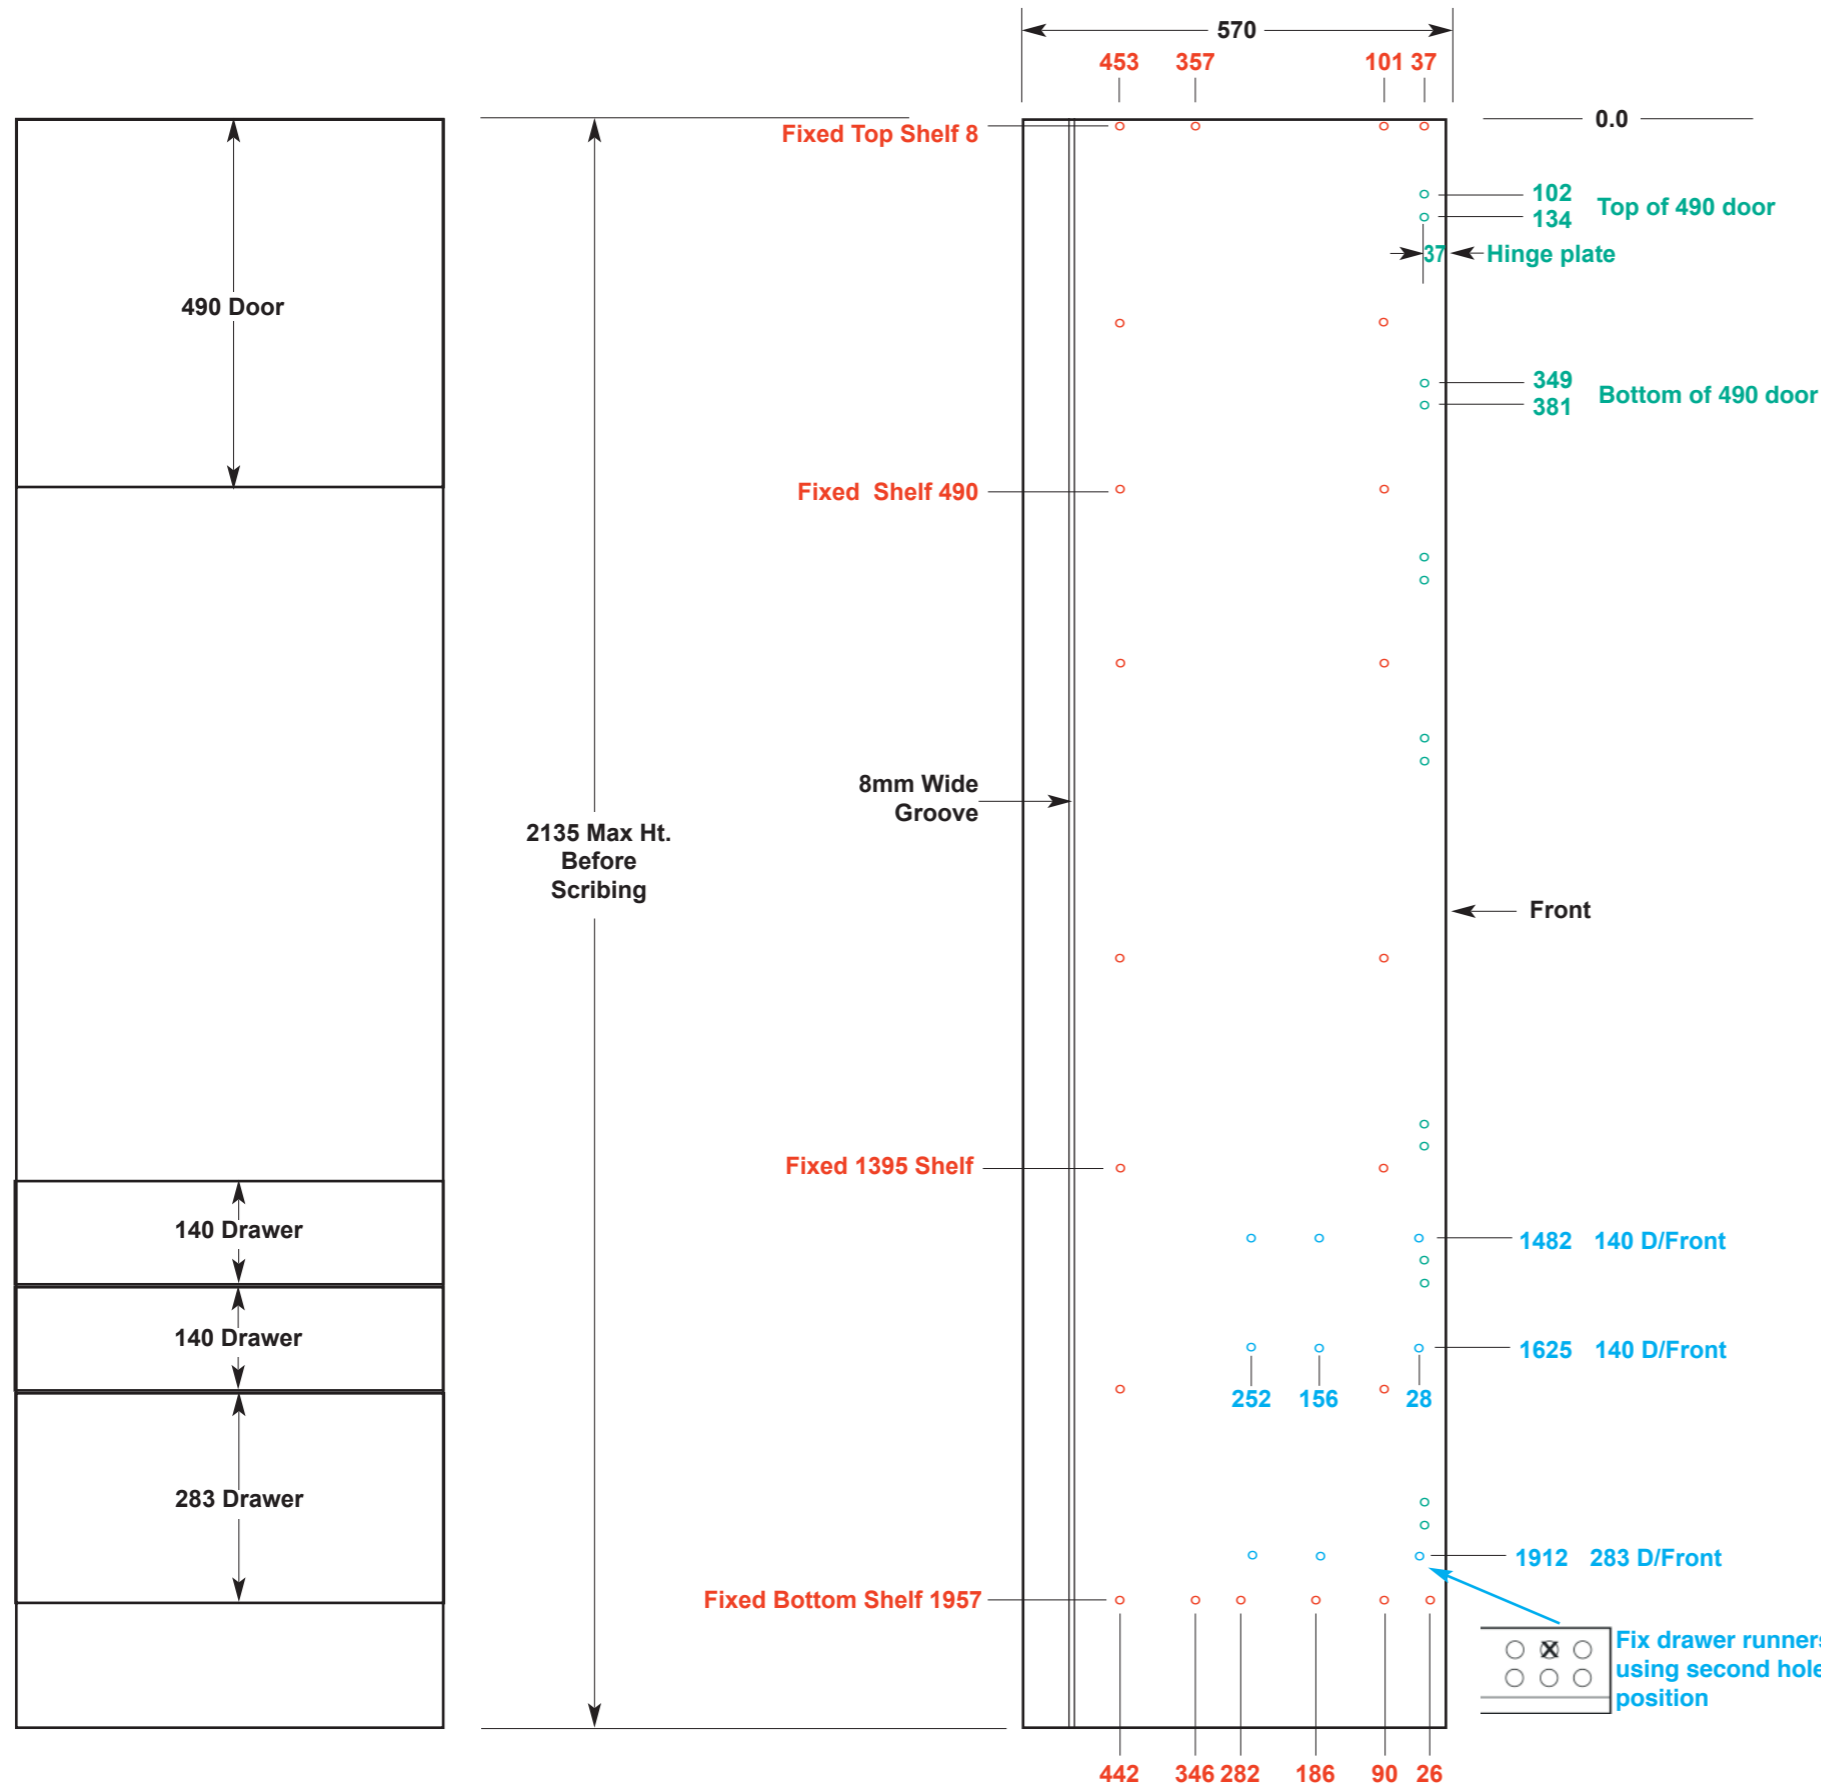 570
453 357 101 37
0.0
Fixed Top Shelf 8
102
134
Top of 490 door
37
Hinge plate
490 Door
349
381
Bottom of 490 door
Fixed Shelf 490
8mm Wide
Groove
2135 Max Ht.
Before
Scribing
Front
Fixed 1395 Shelf
140 Drawer
1482 140 D/Front
140 Drawer
1625 140 D/Front
252 156 28
283 Drawer
1912 283 D/Front
Fixed Bottom Shelf 1957
Fix drawer runners
using second hole
position
442 346 282 186 90 26